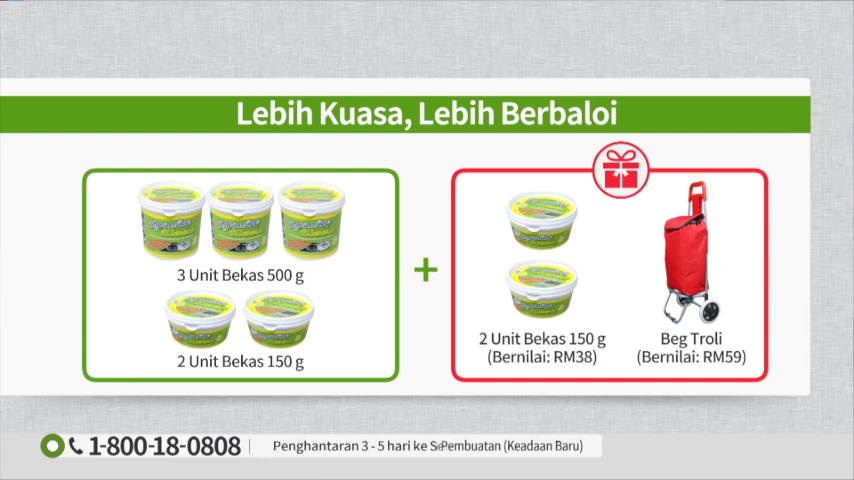 Lebih Kuasa, Lebih Berbaloi
3 Unit Bekas 500 g
2 Unit Bekas 150 g
2 Unit Bekas 150 g
(Bernilai: RM38)
Beg Troli
(Bernilai: RM59)
1-800-18-0808
Penghantaran 3 - 5 hari ke
Pembuatan (Keadaan Baru)